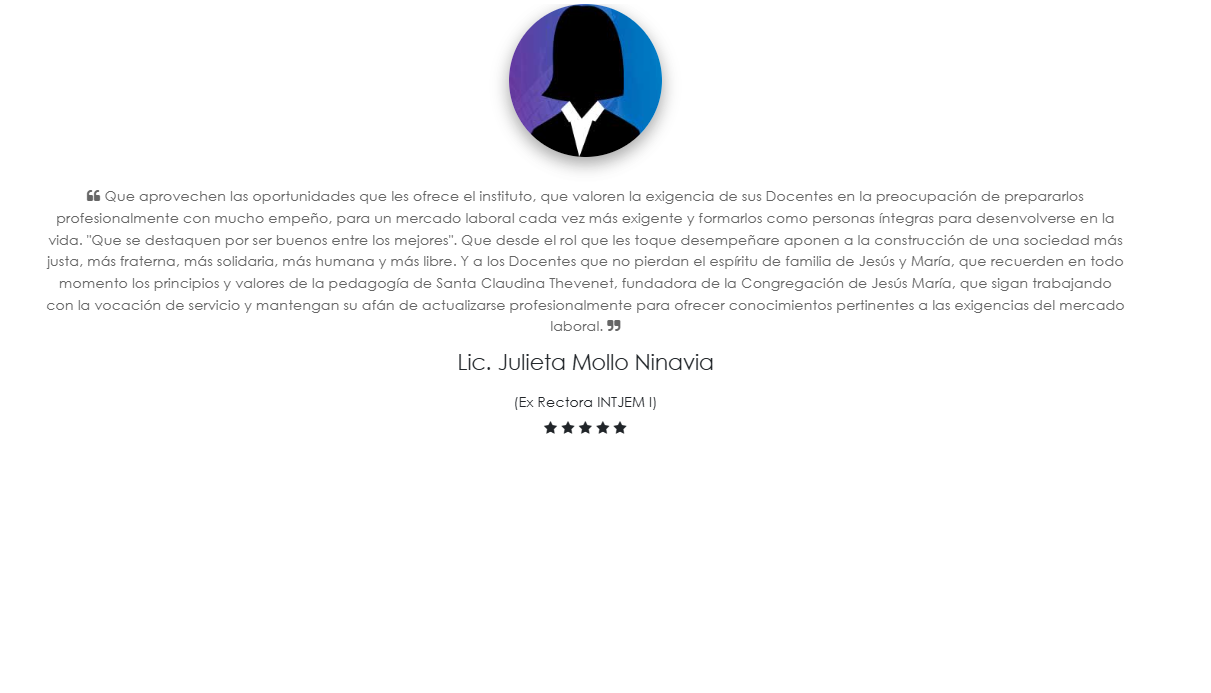 ❝ Que aprovechen las oportunidades que les ofrece el instituto, que valoren la exigencia de sus Docentes en la preocupación de prepararlos
profesionalmente con mucho empeño, para un mercado laboral cada vez más exigente y formarlos como personas íntegras para desenvolverse en la
vida. "Que se destaquen por ser buenos entre los mejores". Que desde el rol que les toque desempeñare aponen a la construcción de una sociedad más
justa, más fraterna, más solidaria, más humana y más libre. Y a los Docentes que no pierdan el espíritu de familia de Jesús y María, que recuerden en todo
momento los principios y valores de la pedagogía de Santa Claudina Thevenet, fundadora de la Congregación de Jesús María, que sigan trabajando
con la vocación de servicio y mantengan su afán de actualizarse profesionalmente para ofrecer conocimientos pertinentes a las exigencias del mercado
laboral. ❞
Lic. Julieta Mollo Ninavia
(Ex Rectora INTJEM I)
★ ★ ★ ★ ★